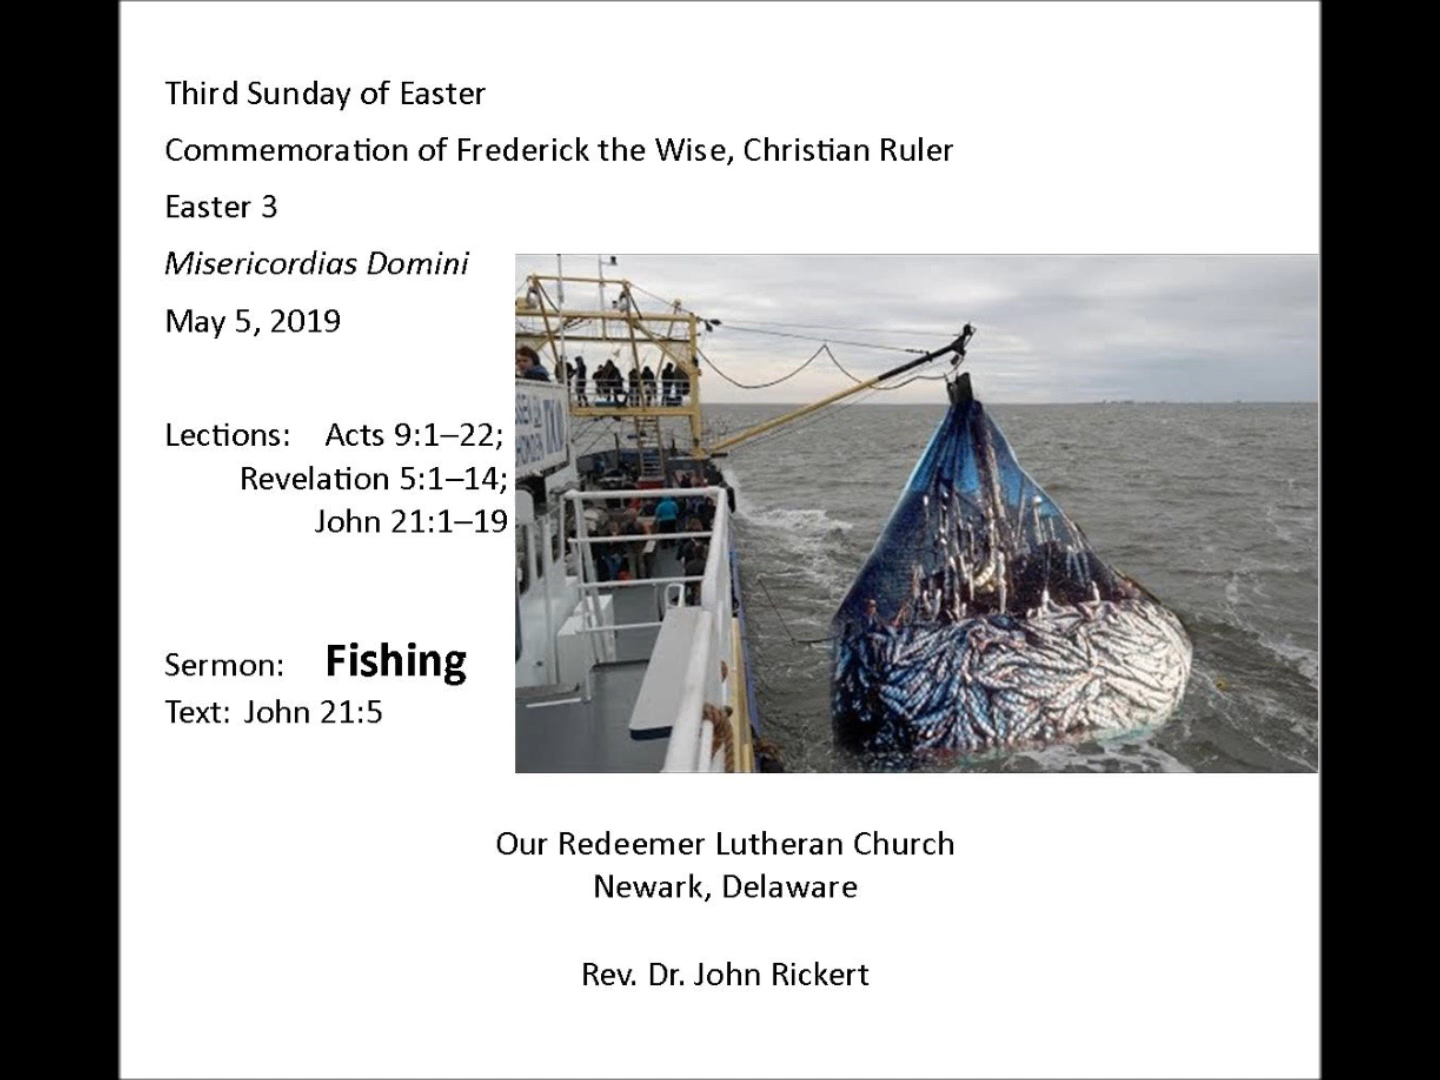 Third Sunday of Easter
Commemoration of Frederick the Wise, Christian Ruler
Easter 3
Misericordias Domini
May 5, 2019
Lections: Acts 9:1–22;
Revelation 5:1–14;
John 21:1–19
Sermon: Fishing
Text: John 21:5
Our Redeemer Lutheran Church
Newark, Delaware
Rev. Dr. John Rickert